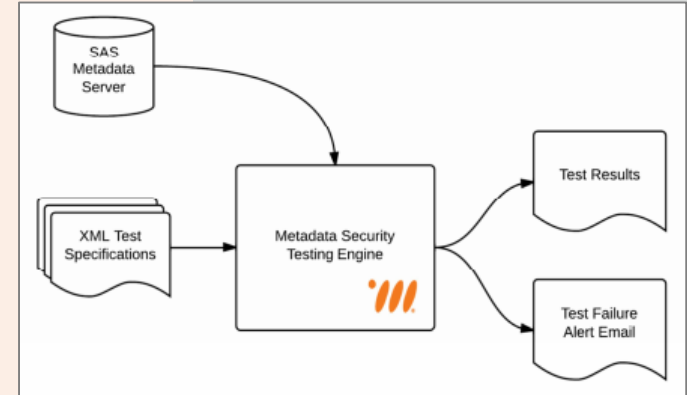 SAS
Metadata
Server
XML Test
Specifications
Metadata Security
Testing Engine
Test Results
Test Failure
Alert Email